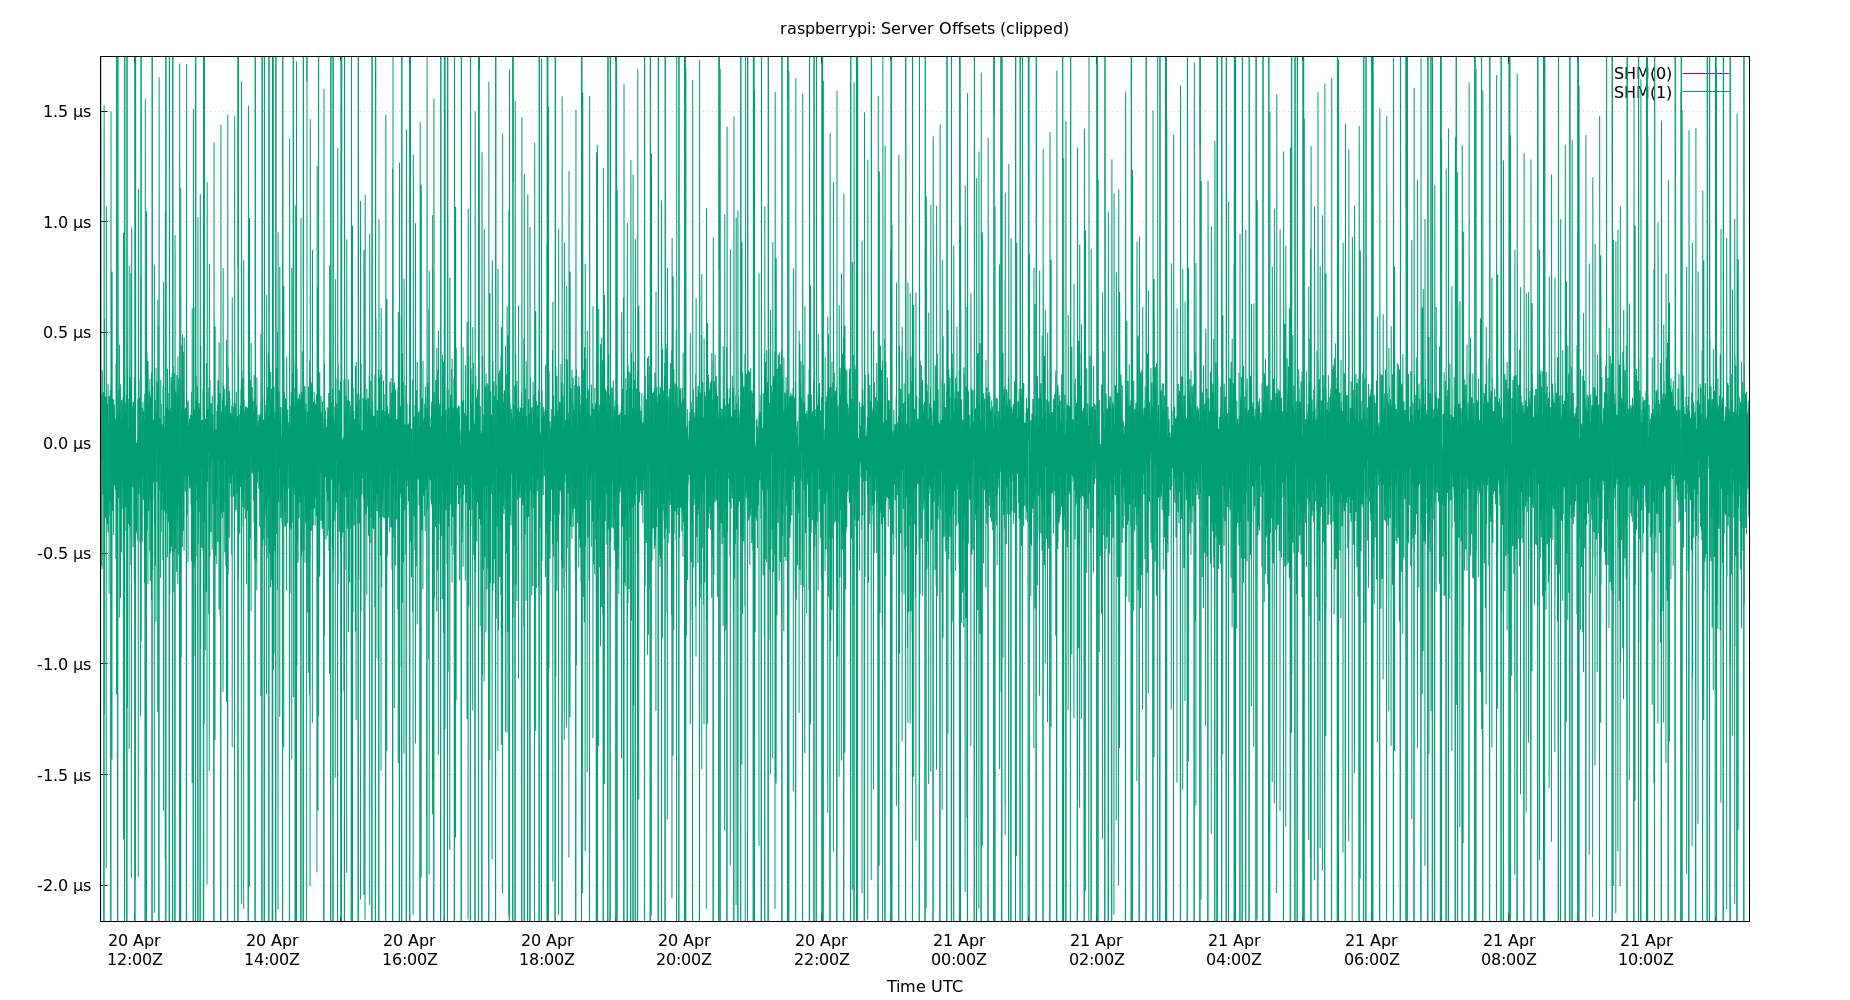 raspberrypi: Server Offsets (clipped)
SHM(0)
SHM(1)
1.5 µs
1.0 µs
0.5 µs
0.0 µs
-0.5 µs
-1.0 µs
-1.5 µs
-2.0 µs
20 Apr 20 Apr 20 Apr 20 Apr 20 Apr 20 Apr 21 Apr 21 Apr 21 Apr 21 Apr 21 Apr 21 Apr
12:00Z 14:00Z 16:00Z 18:00Z 20:00Z 22:00Z 00:00Z 02:00Z 04:00Z 06:00Z 08:00Z 10:00Z
Time UTC